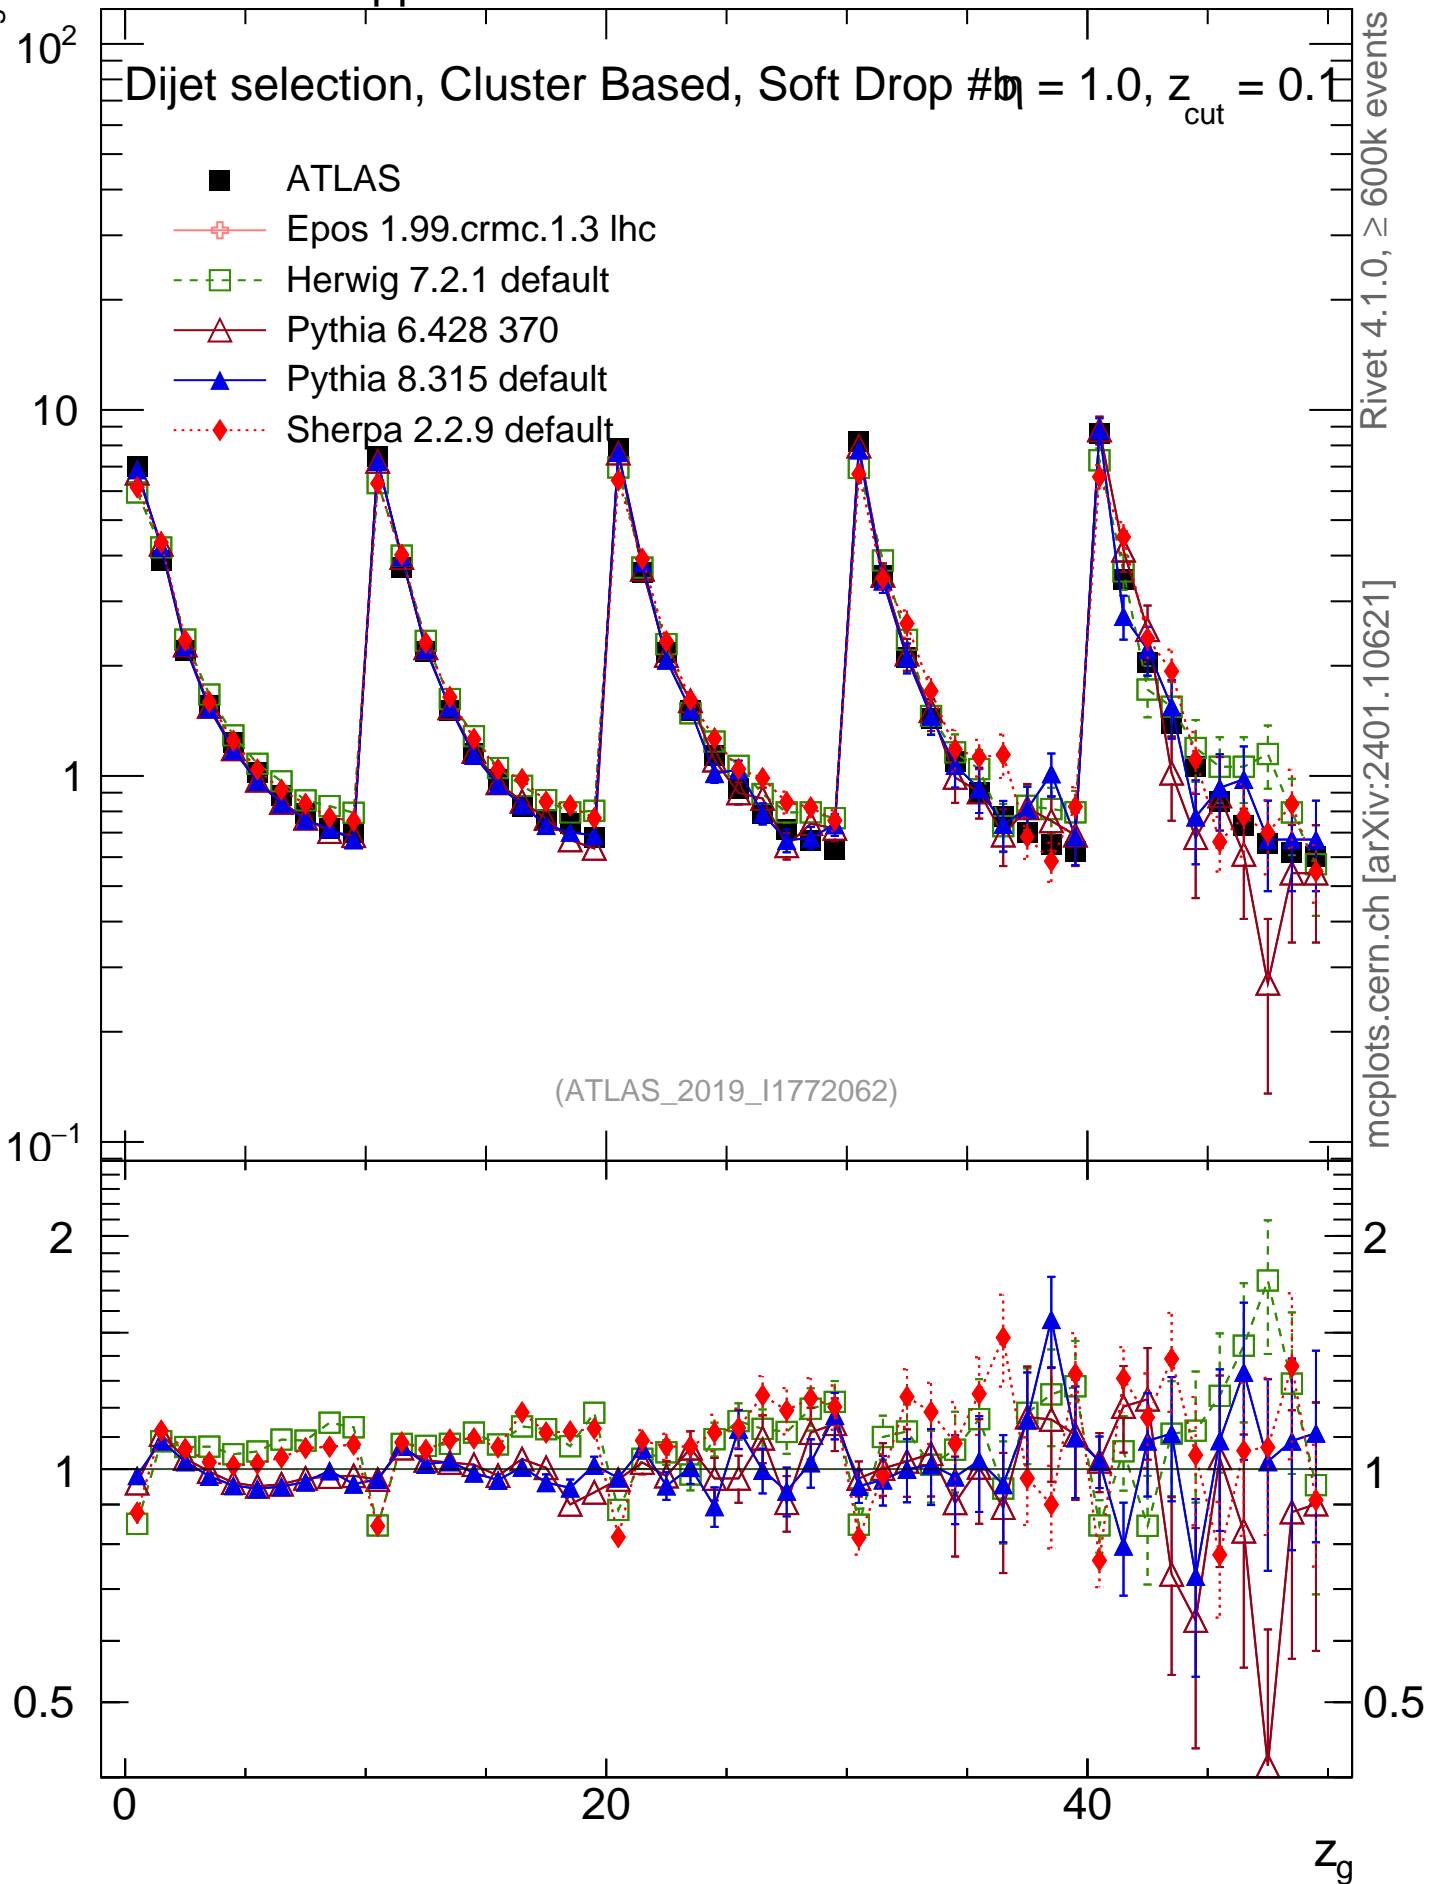 10²
Dijet selection, Cluster Based, Soft Drop #bη = 1.0, z_cut = 0.1
ATLAS
Epos 1.99.crmc.1.3 lhc
Herwig 7.2.1 default
Pythia 6.428 370
Pythia 8.315 default
Sherpa 2.2.9 default
10
1
10⁻¹
(ATLAS_2019_I1772062)
Rivet 4.1.0, ≥ 600k events
mcplots.cern.ch [arXiv:2401.10621]
2
1
0.5
2
1
0.5
0
20
40
z_g